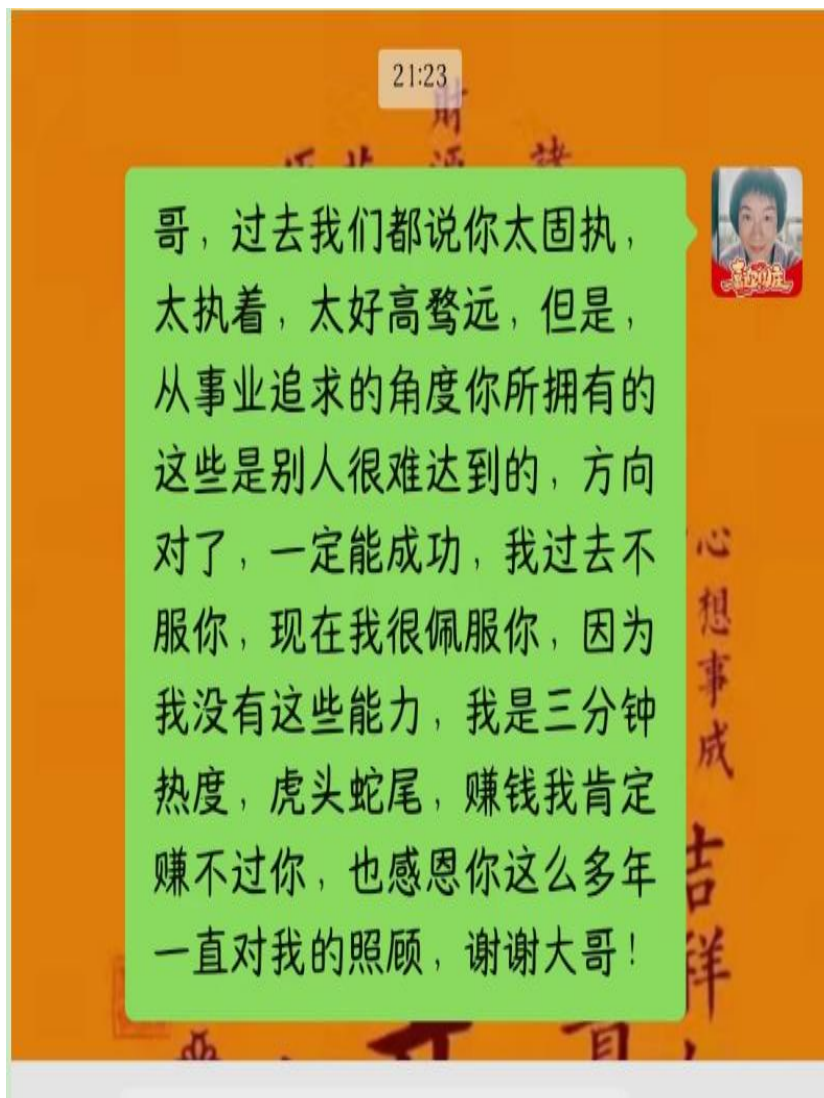 21:23
財
源
諸
哥，过去我们都说你太固执，
太执着，太好高骛远，但是，
从事业追求的角度你所拥有的
这些是别人很难达到的，方向
对了，一定能成功，我过去不
服你，现在我很佩服你，因为
我没有这些能力，我是三分钟
热度，虎头蛇尾，赚钱我肯定
赚不过你，也感恩你这么多年
一直对我的照顾，谢谢大哥！
心想事成
吉祥